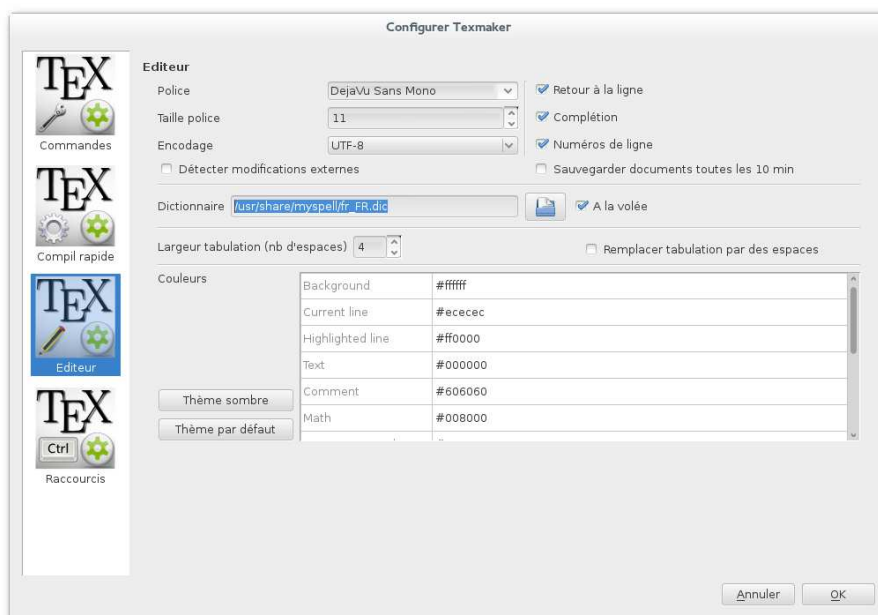 Configurer Texmaker
TEX
Commandes
TEX
Compil rapide
TEX
Editeur
TEX
Ctrl
Raccourcis
Editeur
Police DejaVu Sans Mono Retour à la ligne
Taille police 11 Complétion
Encodage UTF-8 Numéros de ligne
Détecter modifications externes Sauvegarder documents toutes les 10 min
Dictionnaire /usr/share/myspell/fr_FR.dic A la volée
Largeur tabulation (nb d'espaces) 4 Remplacer tabulation par des espaces
Couleurs
Background #ffffff
Current line #ececec
Highlighted line #ff0000
Text #000000
Comment #606060
Math #008000
Thème sombre
Thème par défaut
Annuler OK